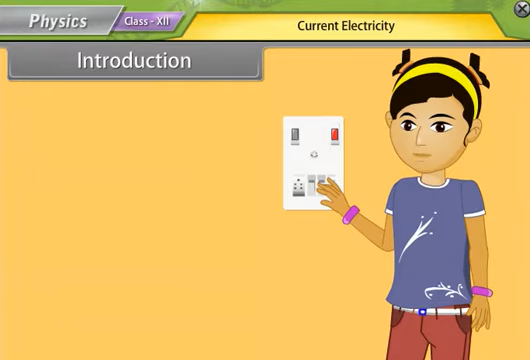 Physics
Class - XII
Current Electricity
Introduction